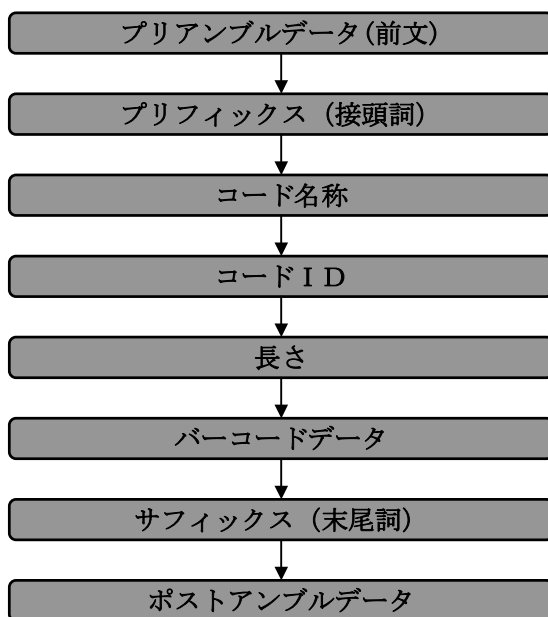 プリアンブルデータ(前文)
プリフィックス（接頭詞）
コード名称
コードＩＤ
長さ
バーコードデータ
サフィックス（末尾詞）
ポストアンブルデータ